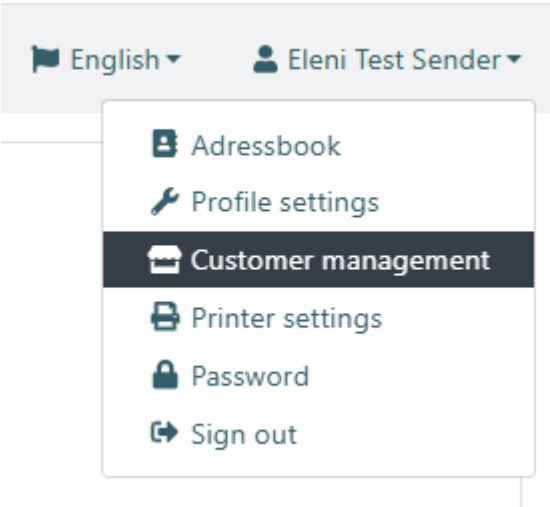 English Eleni Test Sender
Adressbook
Profile settings
Customer management
Printer settings
Password
Sign out